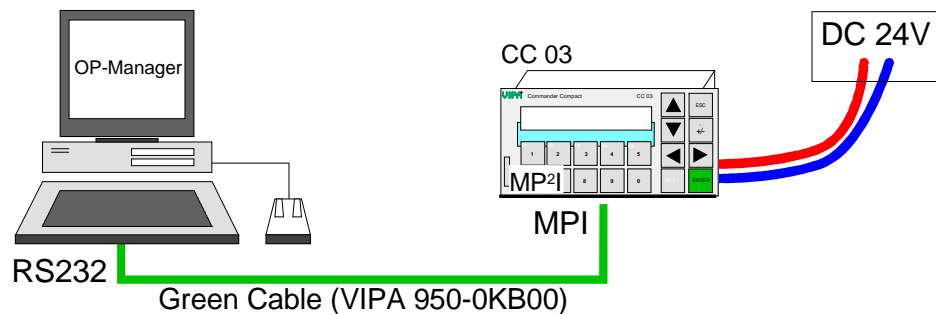 DC 24V
CC 03
OP-Manager
VIPA Commander Compact CC 03
ESC
+/-
1 2 3 4 5
MP²I 8 9 0
ENTER
MPI
RS232
Green Cable (VIPA 950-0KB00)